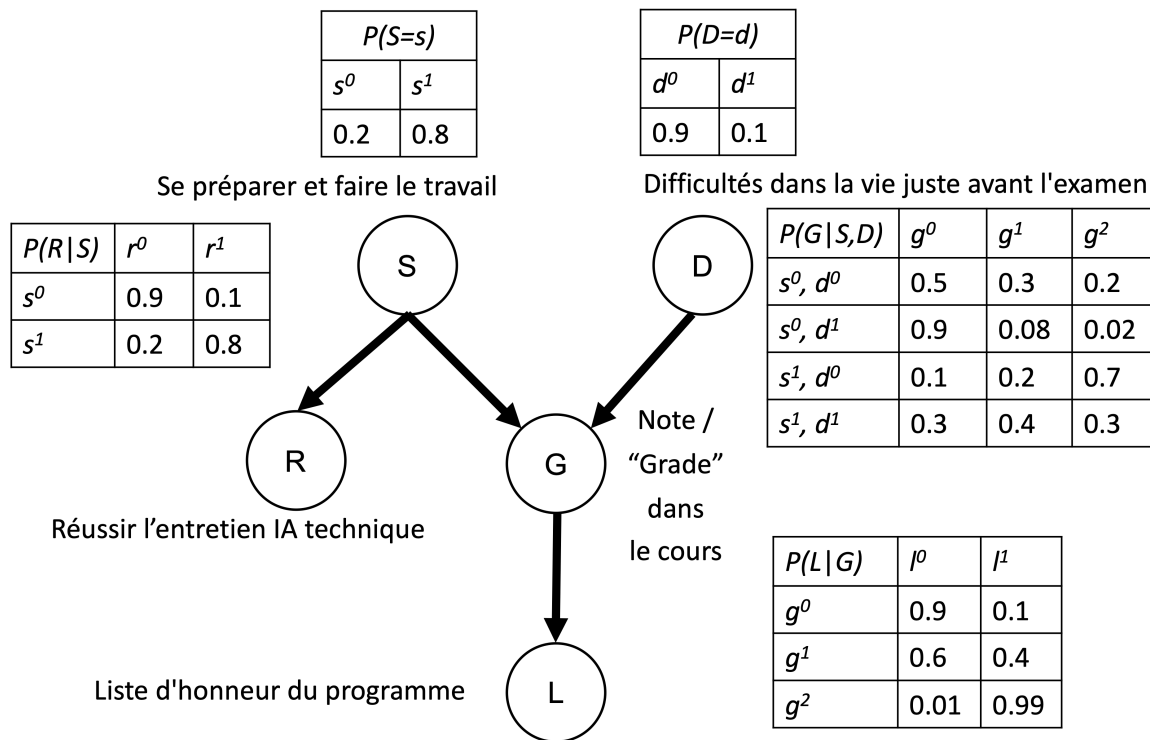 P(S=s)
s⁰ s¹
0.2 0.8
P(D=d)
d⁰ d¹
0.9 0.1
Se préparer et faire le travail
Difficultés dans la vie juste avant l'examen
P(R|S) r⁰ r¹
s⁰ 0.9 0.1
s¹ 0.2 0.8
S
D
P(G|S,D) g⁰ g¹ g²
s⁰, d⁰ 0.5 0.3 0.2
s⁰, d¹ 0.9 0.08 0.02
s¹, d⁰ 0.1 0.2 0.7
s¹, d¹ 0.3 0.4 0.3
R
G
Note /
“Grade”
dans
le cours
Réussir l’entretien IA technique
P(L|G) l⁰ l¹
g⁰ 0.9 0.1
g¹ 0.6 0.4
g² 0.01 0.99
Liste d'honneur du programme
L